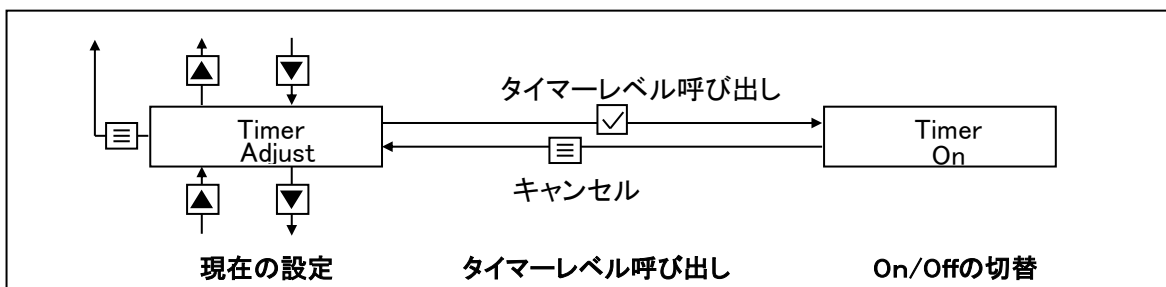 タイマーレベル呼び出し
Timer
Adjust
Timer
On
キャンセル
現在の設定
タイマーレベル呼び出し
On/Offの切替